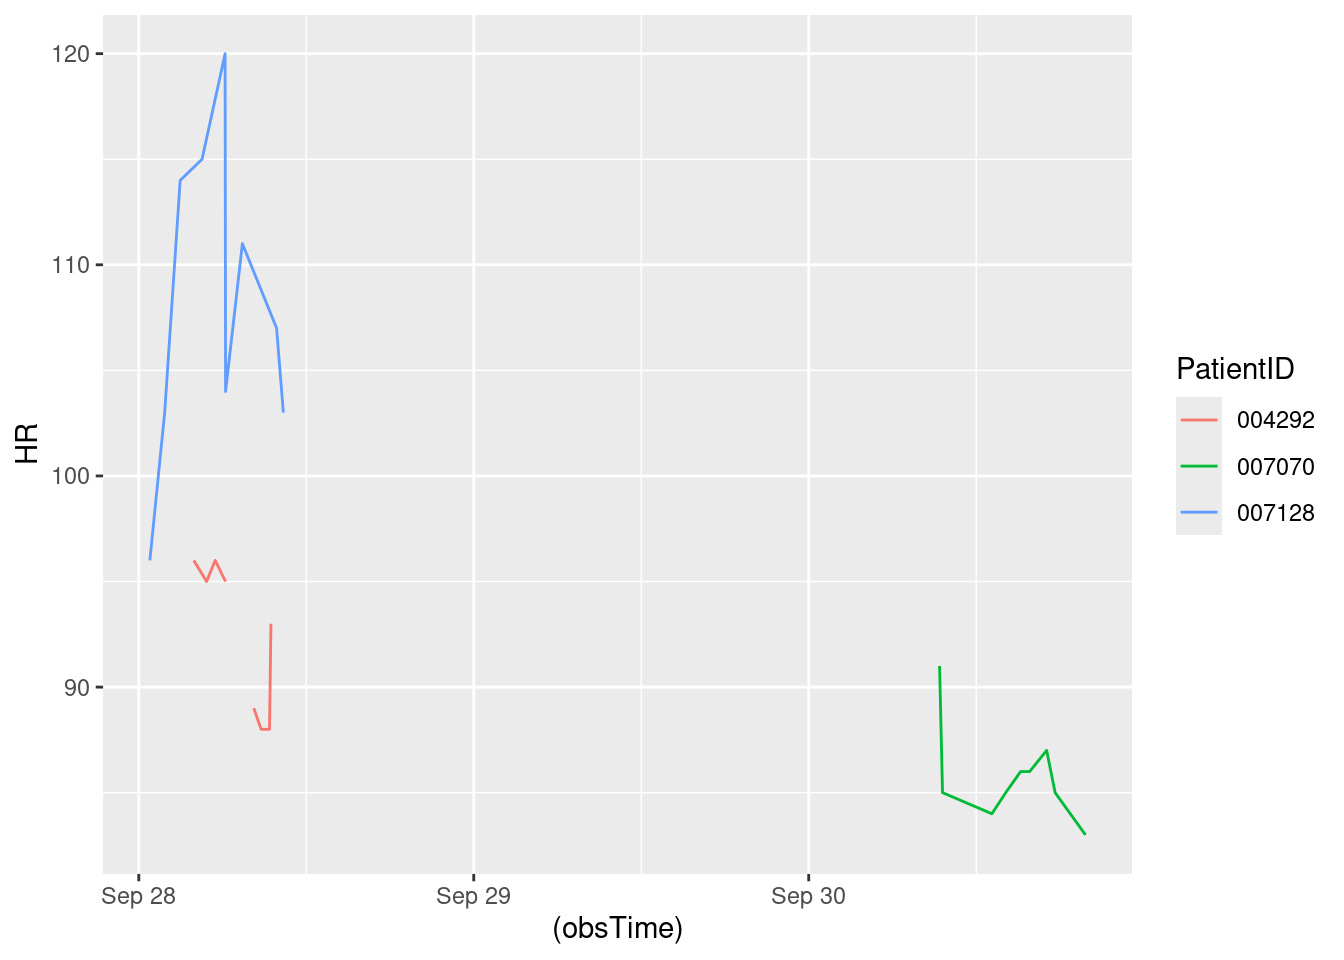 120
110
100
90
HR
Sep 28
Sep 29
Sep 30
(obsTime)
PatientID
004292
007070
007128